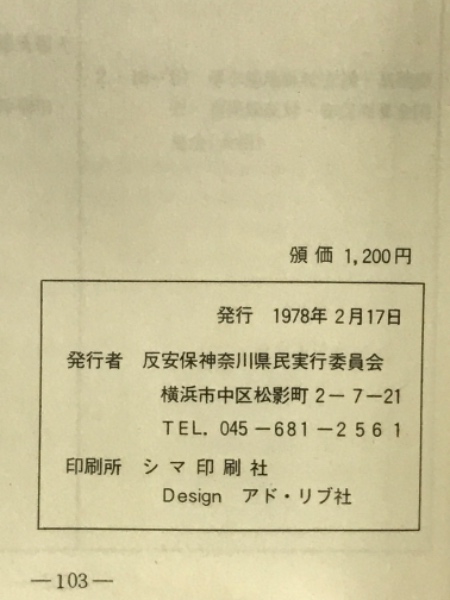 頒価 1,200円
発行 1978年 2月17日
発行者 反安保神奈川県民実行委員会
横浜市中区松影町 2－7－21
TEL. 045－681－2561
印刷所 シマ印刷社
Design アド・リブ社
—103—